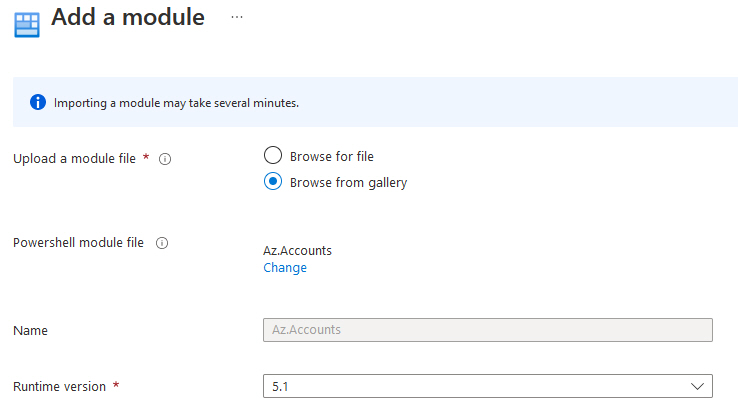 Add a module ...
Importing a module may take several minutes.
Upload a module file *
Browse for file
Browse from gallery
Powershell module file
Az.Accounts
Change
Name
Az.Accounts
Runtime version *
5.1